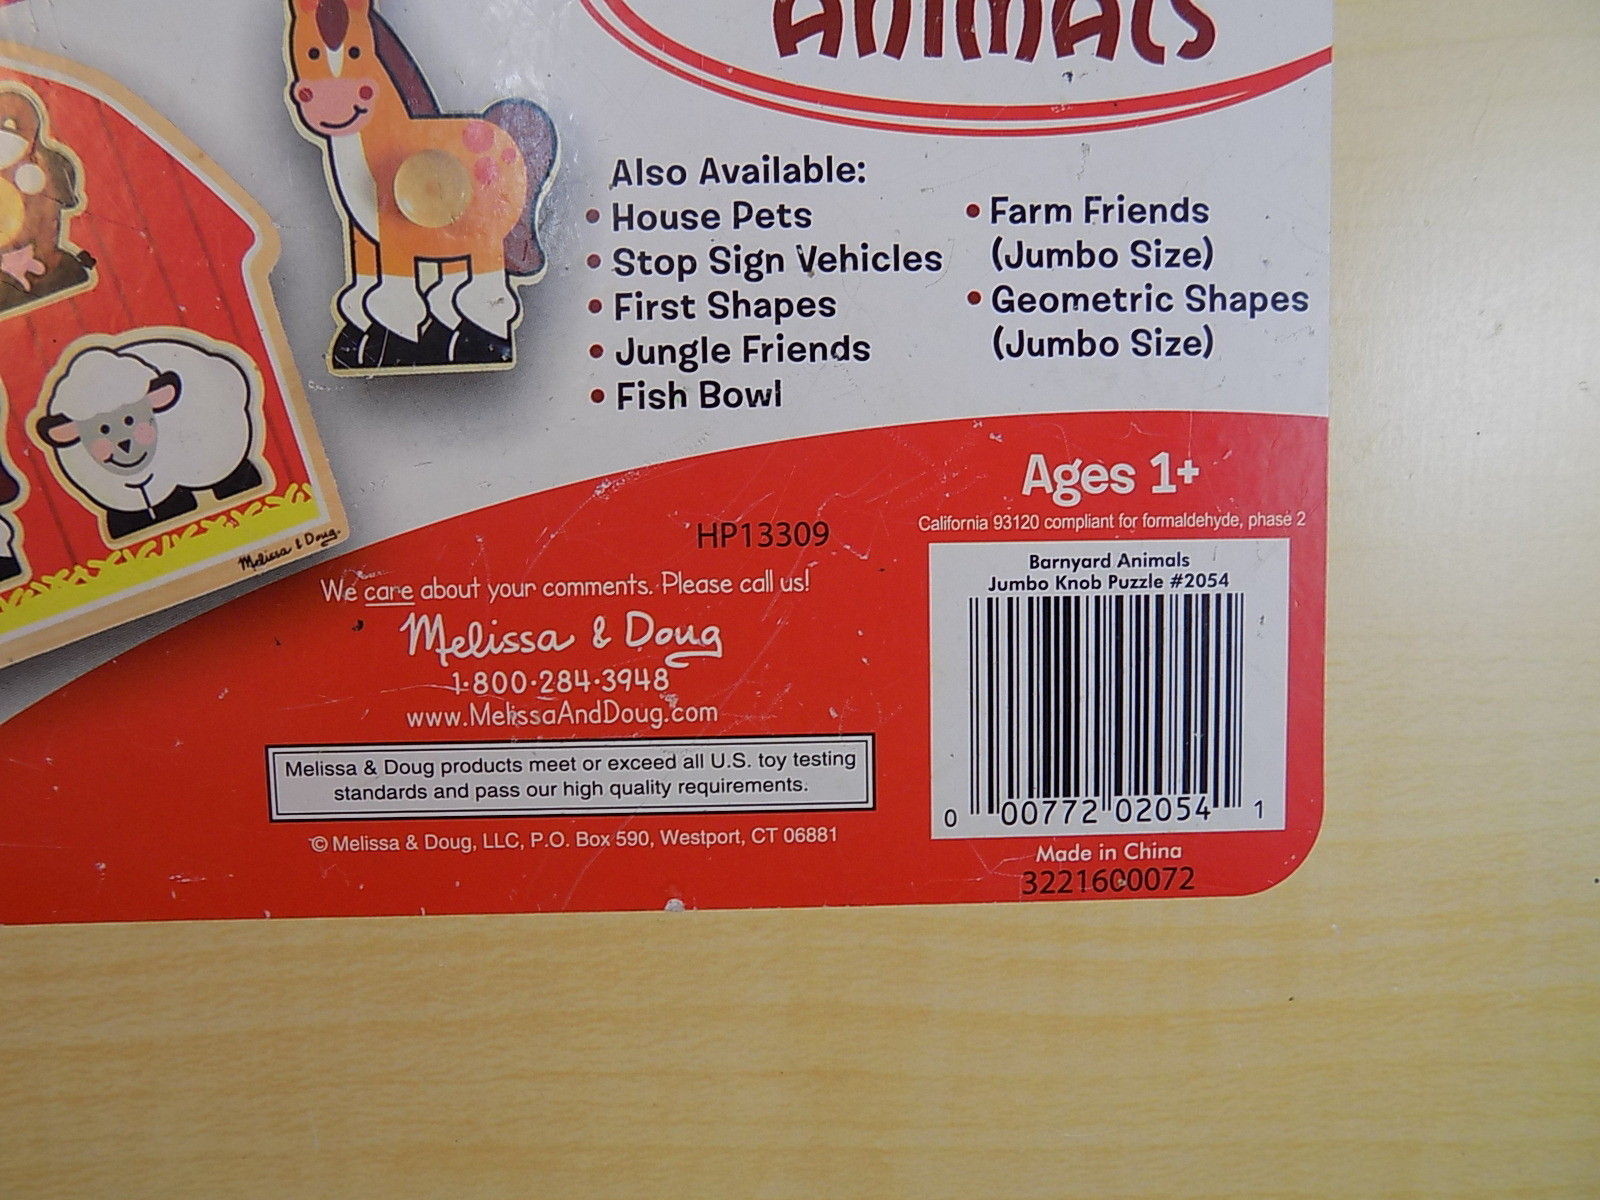 ANIMALS
Also Available:
• House Pets
• Stop Sign Vehicles
• First Shapes
• Jungle Friends
• Fish Bowl
• Farm Friends
(Jumbo Size)
• Geometric Shapes
(Jumbo Size)
Ages 1+
California 93120 compliant for formaldehyde, phase 2
HP13309
Melissa & Doug
We care about your comments. Please call us!
Melissa & Doug
1·800·284·3948
www.MelissaAndDoug.com
Melissa & Doug products meet or exceed all U.S. toy testing
standards and pass our high quality requirements.
© Melissa & Doug, LLC, P.O. Box 590, Westport, CT 06881
Barnyard Animals
Jumbo Knob Puzzle #2054
0 00772 02054 1
Made in China
3221600072